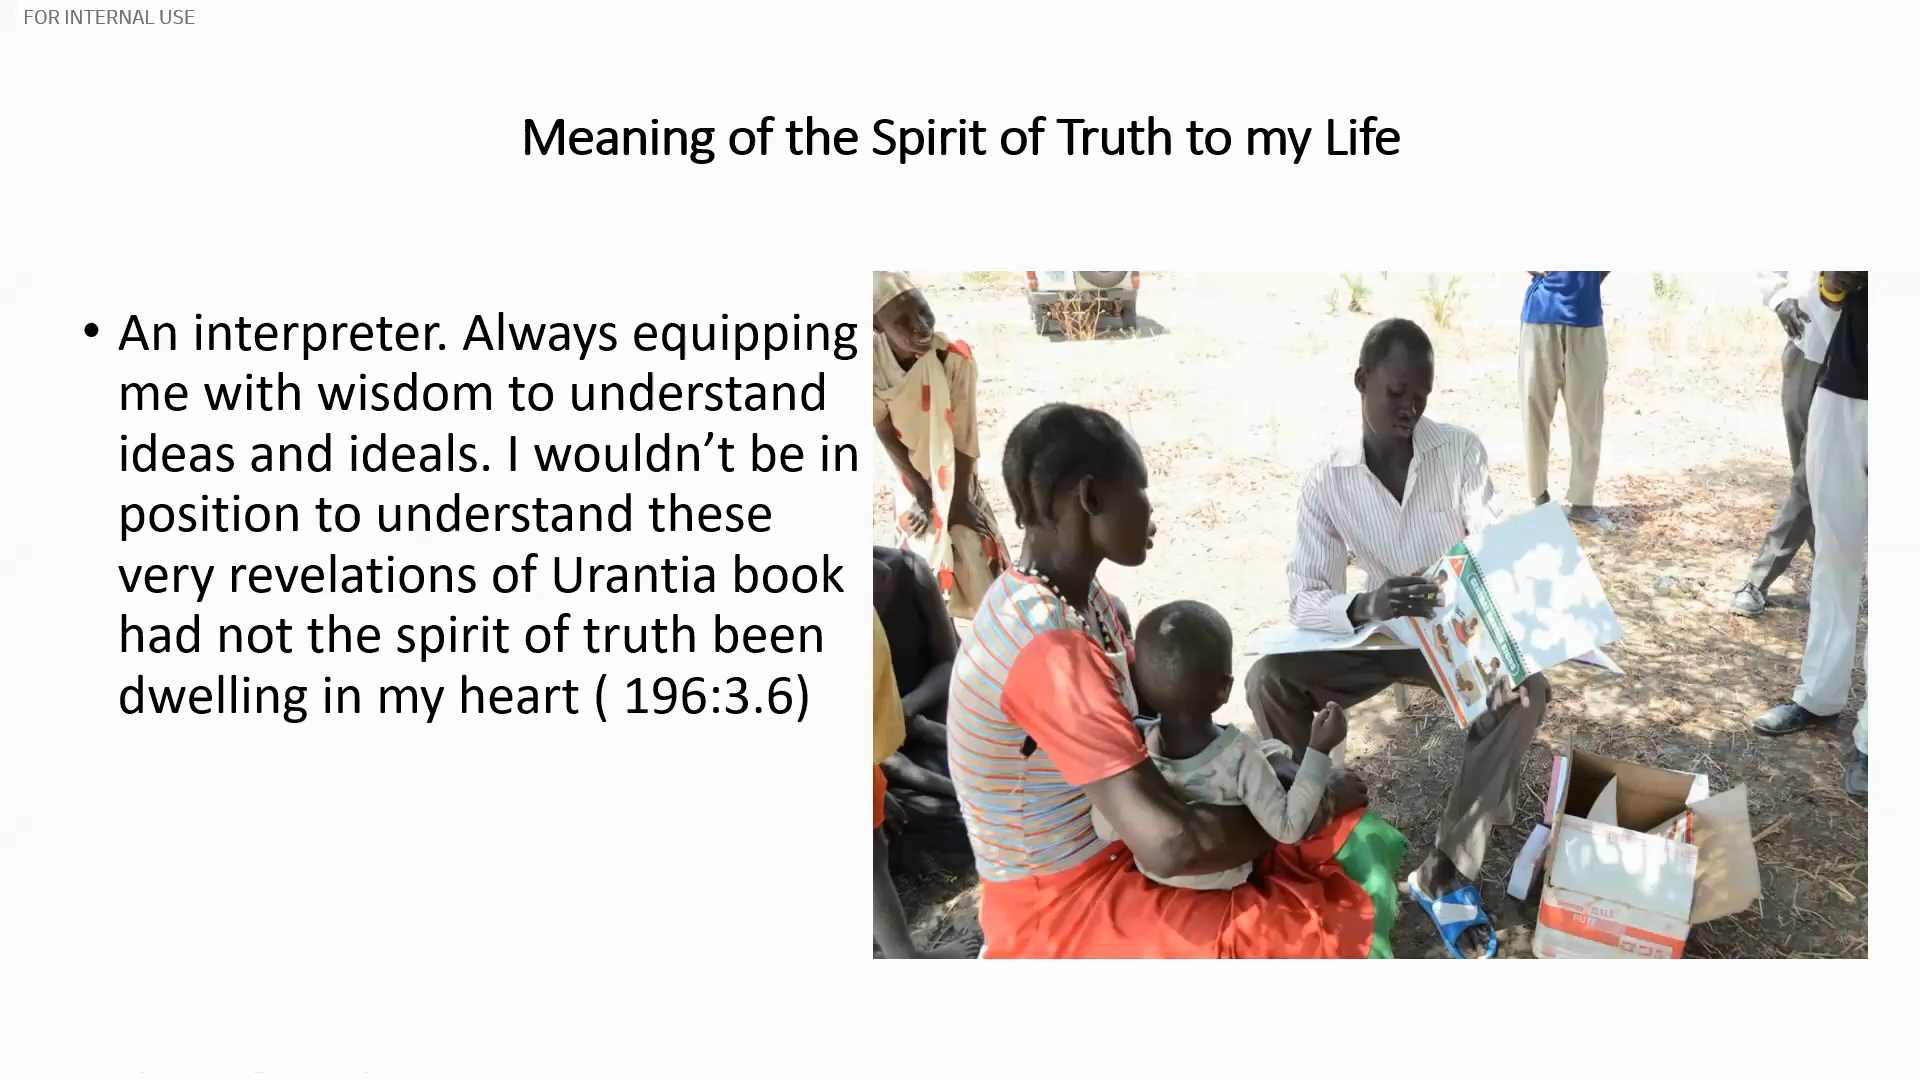 FOR INTERNAL USE
Meaning of the Spirit of Truth to my Life
• An interpreter. Always equipping
me with wisdom to understand
ideas and ideals. I wouldn’t be in
position to understand these
very revelations of Urantia book
had not the spirit of truth been
dwelling in my heart ( 196:3.6)